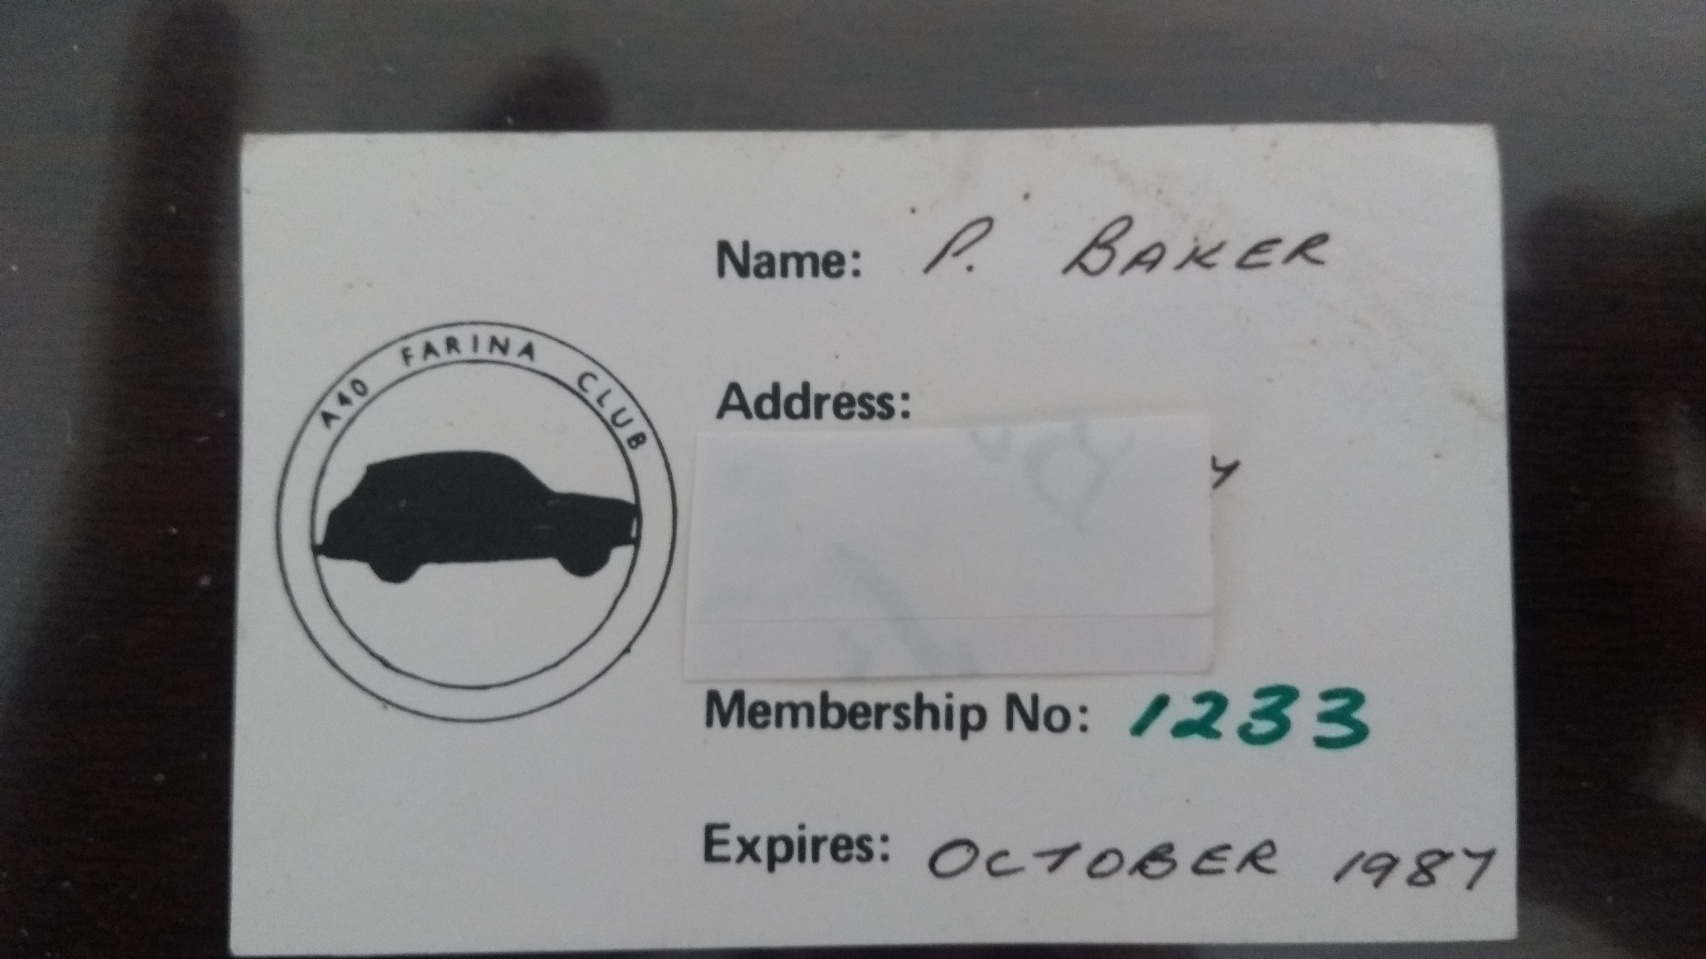 A40 FARINA CLUB
Name: P. BAKER
Address:
Membership No: 1233
Expires: OCTOBER 1987